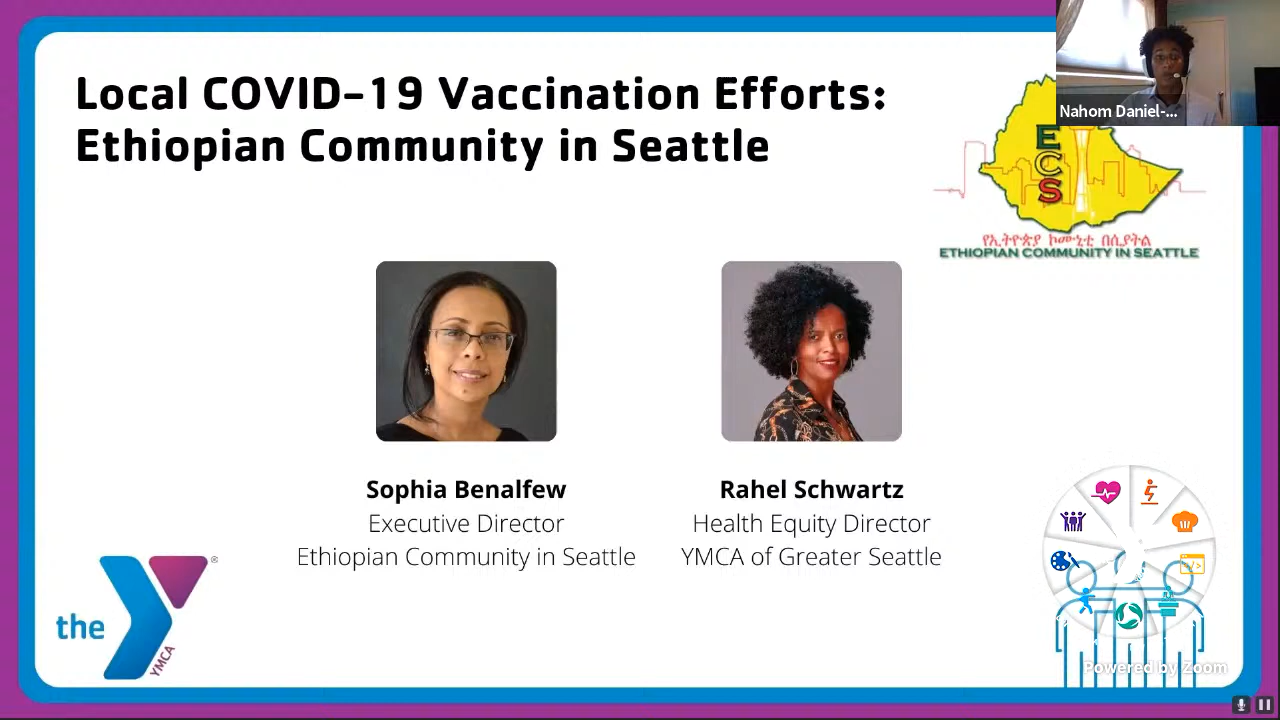 Local COVID-19 Vaccination Efforts:
Ethiopian Community in Seattle
Nahom Daniel-...
ECS
የኢትዮጵያ ኮሙኒቲ በሲያትል
ETHIOPIAN COMMUNITY IN SEATTLE
Sophia Benalfew
Executive Director
Ethiopian Community in Seattle
Rahel Schwartz
Health Equity Director
YMCA of Greater Seattle
the
YMCA
®
</>
Powered by Zoom